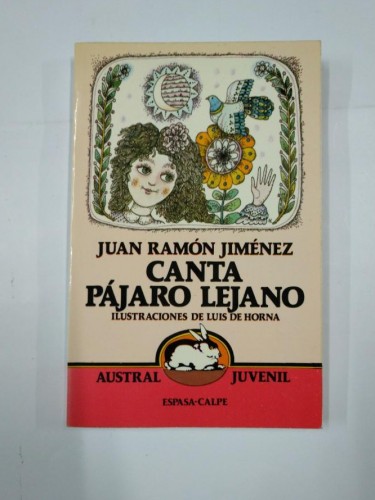 JUAN RAMÓN JIMÉNEZ
CANTA
PÁJARO LEJANO
ILUSTRACIONES DE LUIS DE HORNA
AUSTRAL JUVENIL
ESPASA-CALPE